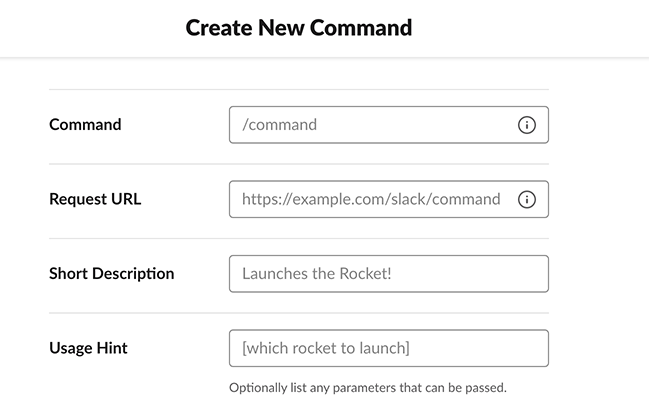 Create New Command
Command
/command
Request URL
https://example.com/slack/command
Short Description
Launches the Rocket!
Usage Hint
[which rocket to launch]
Optionally list any parameters that can be passed.